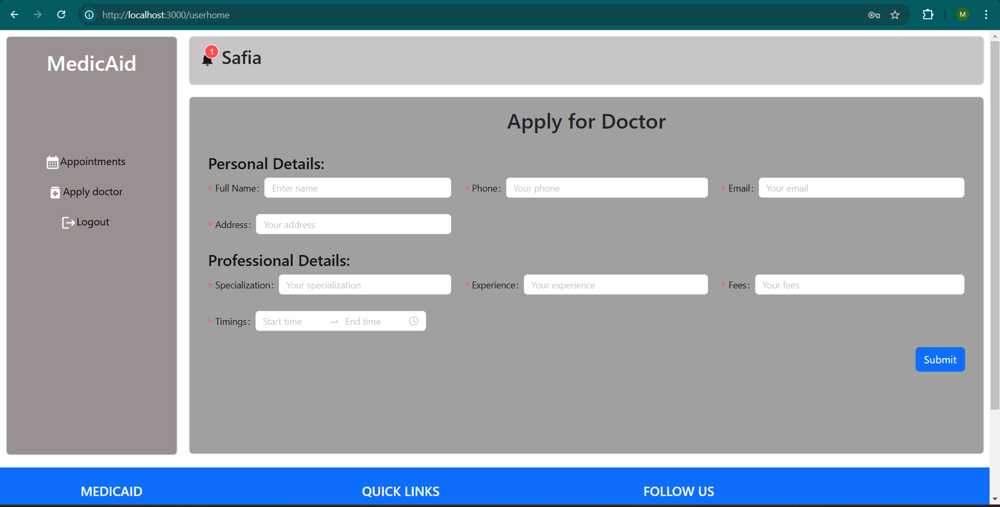 http://localhost:3000/userhome
M
MedicAid
1
Safia
Appointments
Apply doctor
Logout
Apply for Doctor
Personal Details:
* Full Name: Enter name * Phone: Your phone * Email: Your email
* Address: Your address
Professional Details:
* Specialization: Your specialization * Experience: Your experience * Fees: Your fees
* Timings: Start time → End time
Submit
MEDICAID QUICK LINKS FOLLOW US